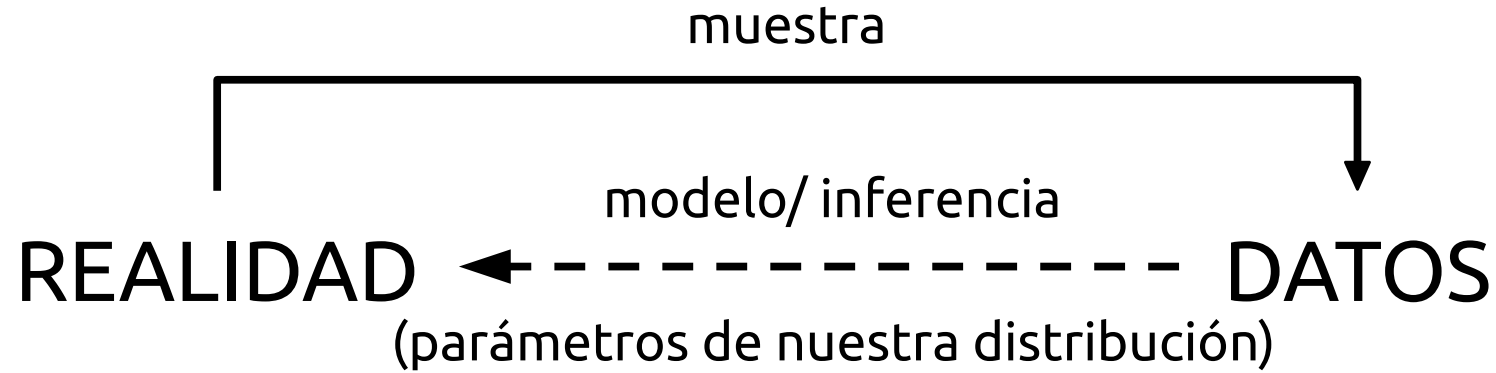 muestra
modelo/ inferencia
REALIDAD
DATOS
(parámetros de nuestra distribución)